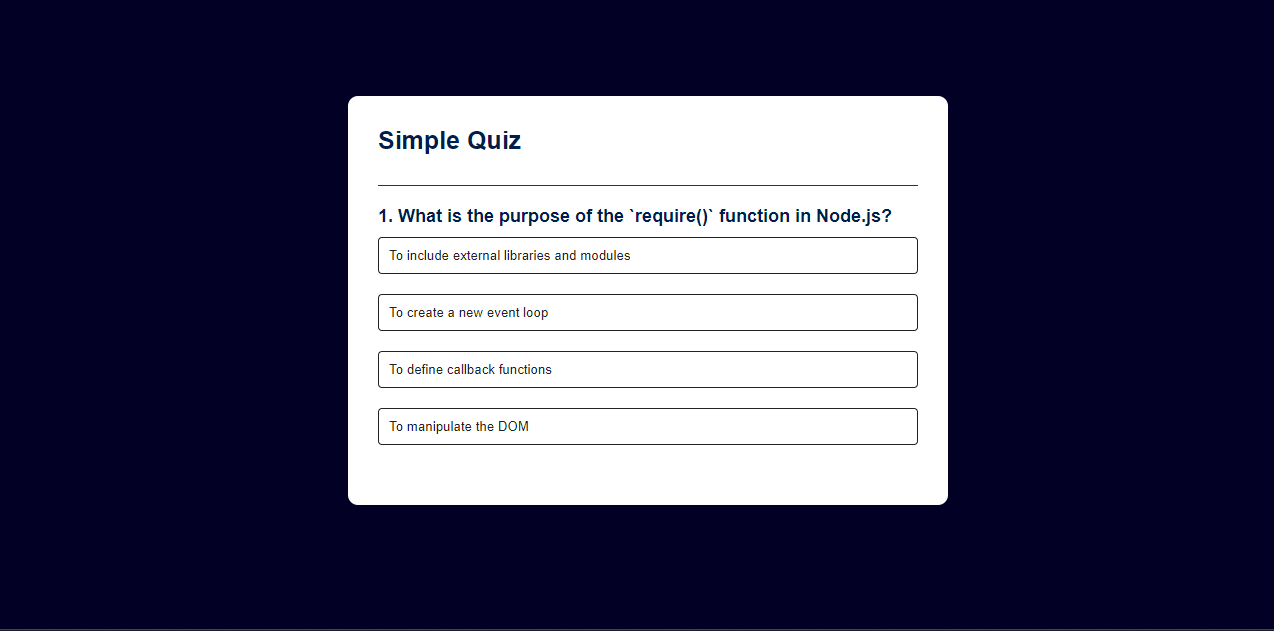 Simple Quiz
1. What is the purpose of the `require()` function in Node.js?
To include external libraries and modules
To create a new event loop
To define callback functions
To manipulate the DOM